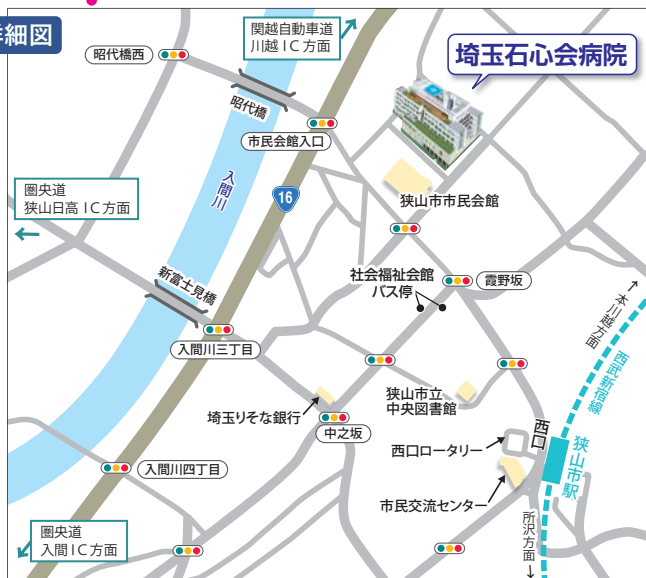 細図
関越自動車道
川越IC方面
埼玉石心会病院
昭代橋西
昭代橋
市民会館入口
圏央道
狭山日高IC方面
入間川
16
狭山市市民会館
社会福祉会館
バス停
霞野坂
新富士見橋
入間川三丁目
↑本川越方面
西武新宿線
埼玉りそな銀行
狭山市立
中央図書館
中之坂
西口
西口ロータリー
狭山市駅
入間川四丁目
市民交流センター
圏央道
入間IC方面
所沢方面↓